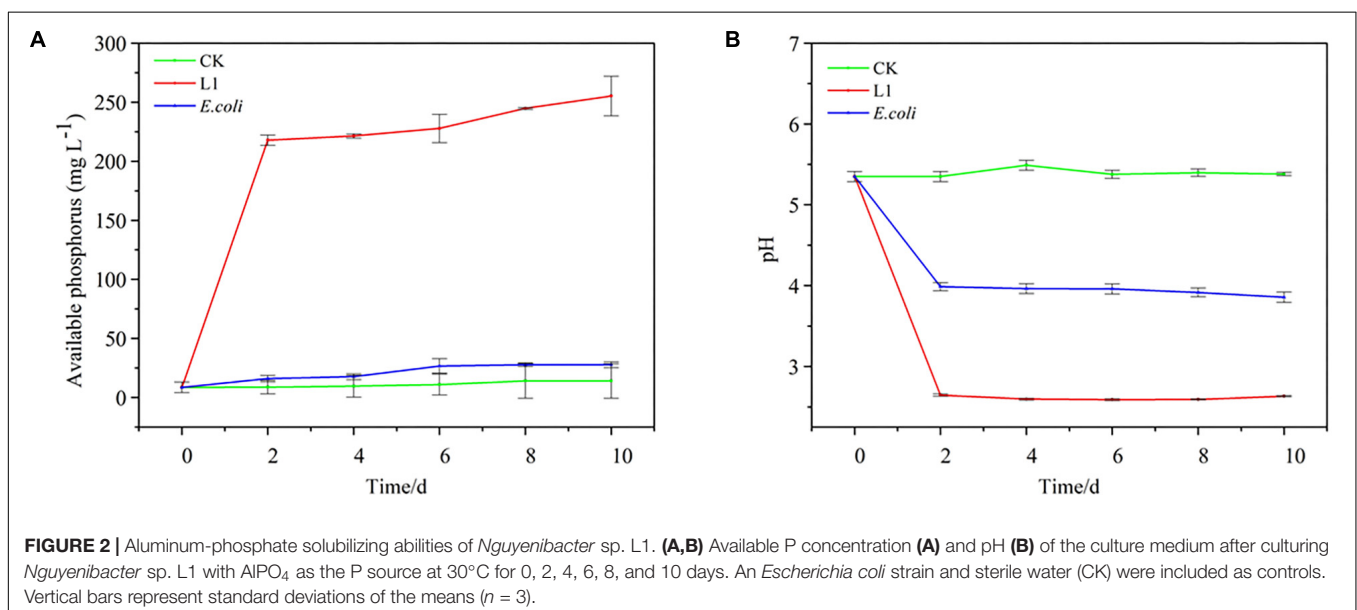 A
300
250
200
150
100
50
0
Available phosphorus (mg L⁻¹)
CK
L1
E.coli
0 2 4 6 8 10
Time/d
B
7
6
5
4
3
pH
CK
L1
E.coli
0 2 4 6 8 10
Time/d
FIGURE 2 | Aluminum-phosphate solubilizing abilities of Nguyenibacter sp. L1. (A,B) Available P concentration (A) and pH (B) of the culture medium after culturing
Nguyenibacter sp. L1 with AlPO₄ as the P source at 30°C for 0, 2, 4, 6, 8, and 10 days. An Escherichia coli strain and sterile water (CK) were included as controls.
Vertical bars represent standard deviations of the means (n = 3).